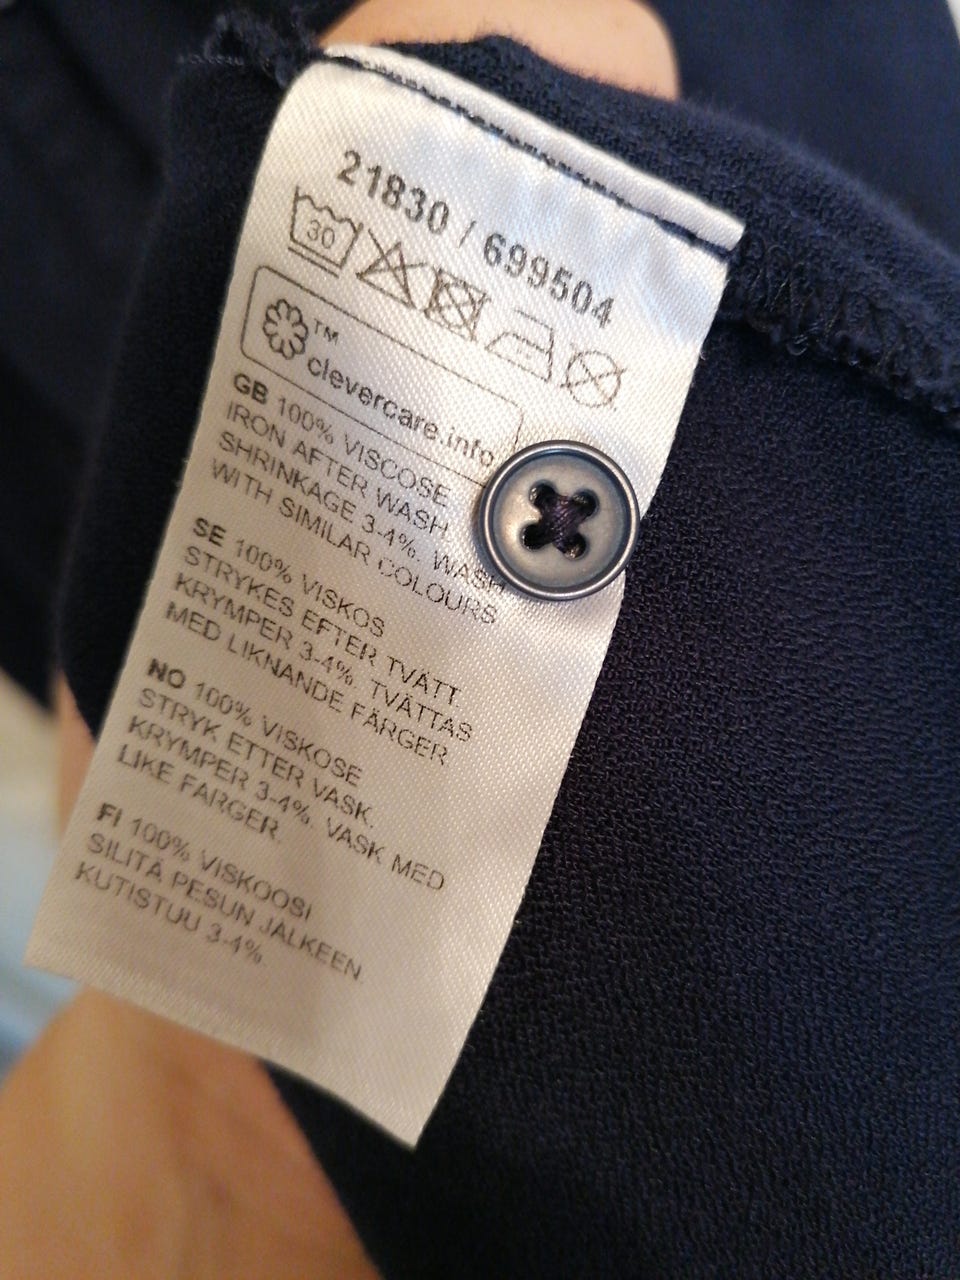 21830 / 699504
30
TM
clevercare.info
GB 100% VISCOSE
IRON AFTER WASH
SHRINKAGE 3-4%. WASH
WITH SIMILAR COLOURS
SE 100% VISKOS
STRYKES EFTER TVÄTT.
KRYMPER 3-4%. TVÄTTAS
MED LIKNANDE FÄRGER
NO 100% VISKOSE
STRYK ETTER VASK.
KRYMPER 3-4%. VASK MED
LIKE FARGER.
FI 100% VISKOOSI
SILITÄ PESUN JÄLKEEN
KUTISTUU 3-4%.